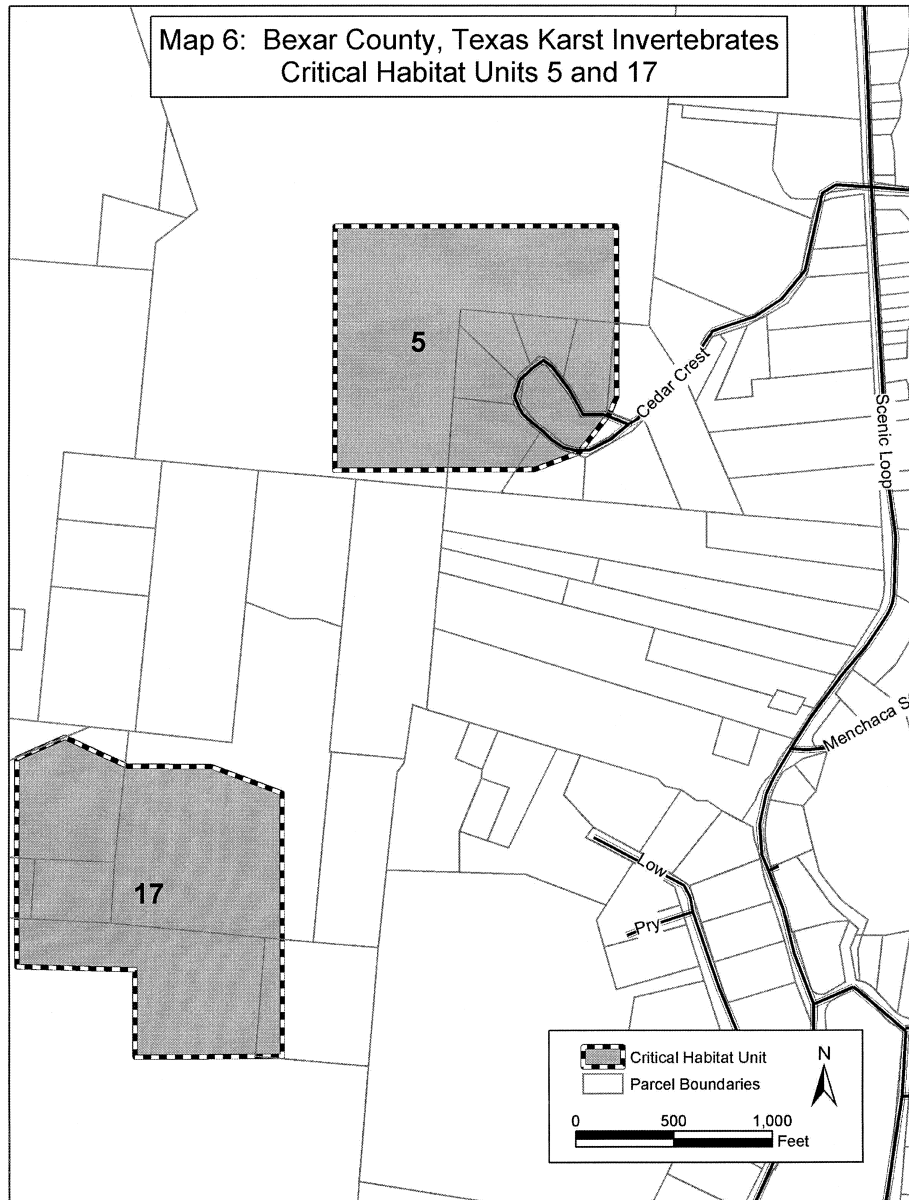 Map 6: Bexar County, Texas Karst Invertebrates
Critical Habitat Units 5 and 17
5
Cedar Crest
Scenic Loop
Menchaca S
17
Low
Pry
Critical Habitat Unit
Parcel Boundaries
N
0 500 1,000
Feet